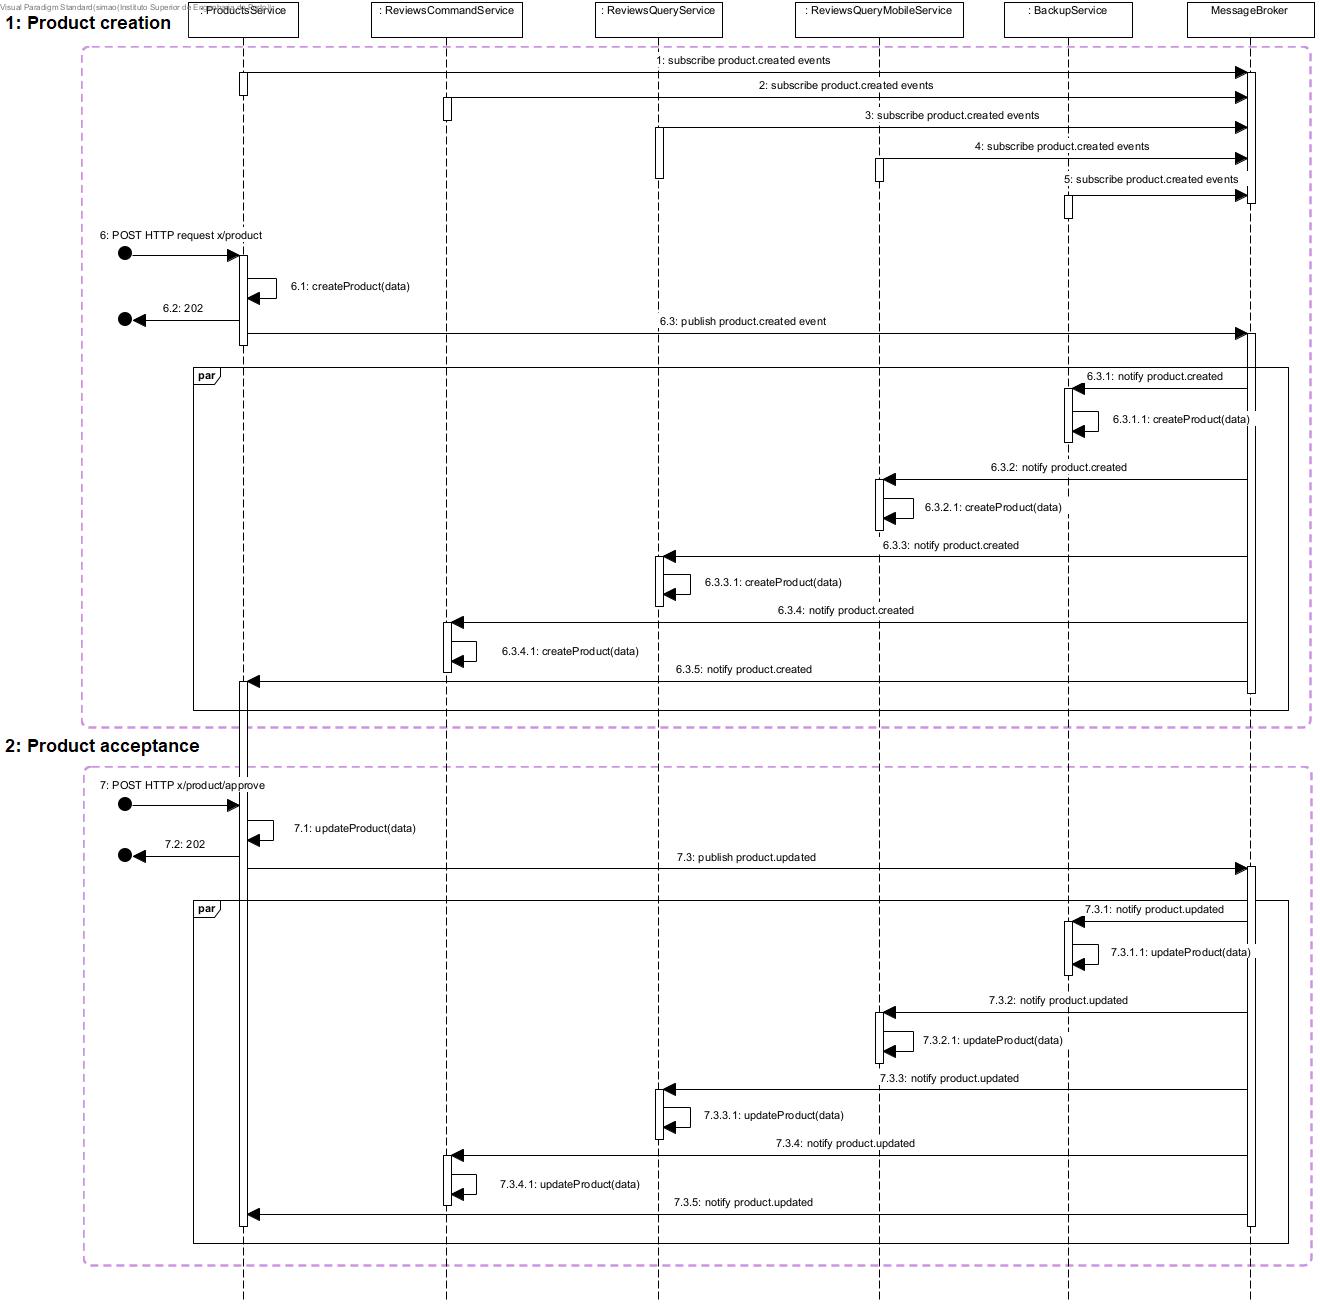 Visual Paradigm Standard(simao(Instituto Superior de Engenharia do Porto))
: ProductsService
: ReviewsCommandService
: ReviewsQueryService
: ReviewsQueryMobileService
: BackupService
MessageBroker
1: Product creation
1: subscribe product.created events
2: subscribe product.created events
3: subscribe product.created events
4: subscribe product.created events
5: subscribe product.created events
6: POST HTTP request x/product
6.1: createProduct(data)
6.2: 202
6.3: publish product.created event
par
6.3.1: notify product.created
6.3.1.1: createProduct(data)
6.3.2: notify product.created
6.3.2.1: createProduct(data)
6.3.3: notify product.created
6.3.3.1: createProduct(data)
6.3.4: notify product.created
6.3.4.1: createProduct(data)
6.3.5: notify product.created
2: Product acceptance
7: POST HTTP x/product/approve
7.1: updateProduct(data)
7.2: 202
7.3: publish product.updated
par
7.3.1: notify product.updated
7.3.1.1: updateProduct(data)
7.3.2: notify product.updated
7.3.2.1: updateProduct(data)
7.3.3: notify product.updated
7.3.3.1: updateProduct(data)
7.3.4: notify product.updated
7.3.4.1: updateProduct(data)
7.3.5: notify product.updated